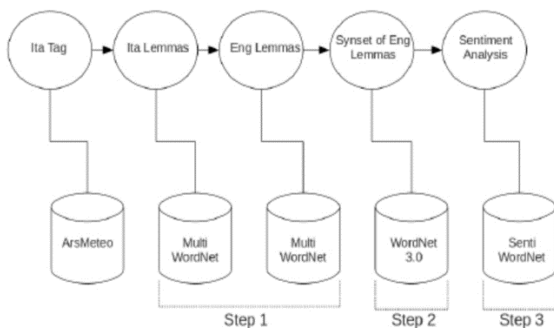 Ita Tag
Ita Lemmas
Eng Lemmas
Synset of Eng
Lemmas
Sentiment
Analysis
ArsMeteo
Multi
WordNet
Multi
WordNet
WordNet
3.0
Senti
WordNet
Step 1
Step 2
Step 3